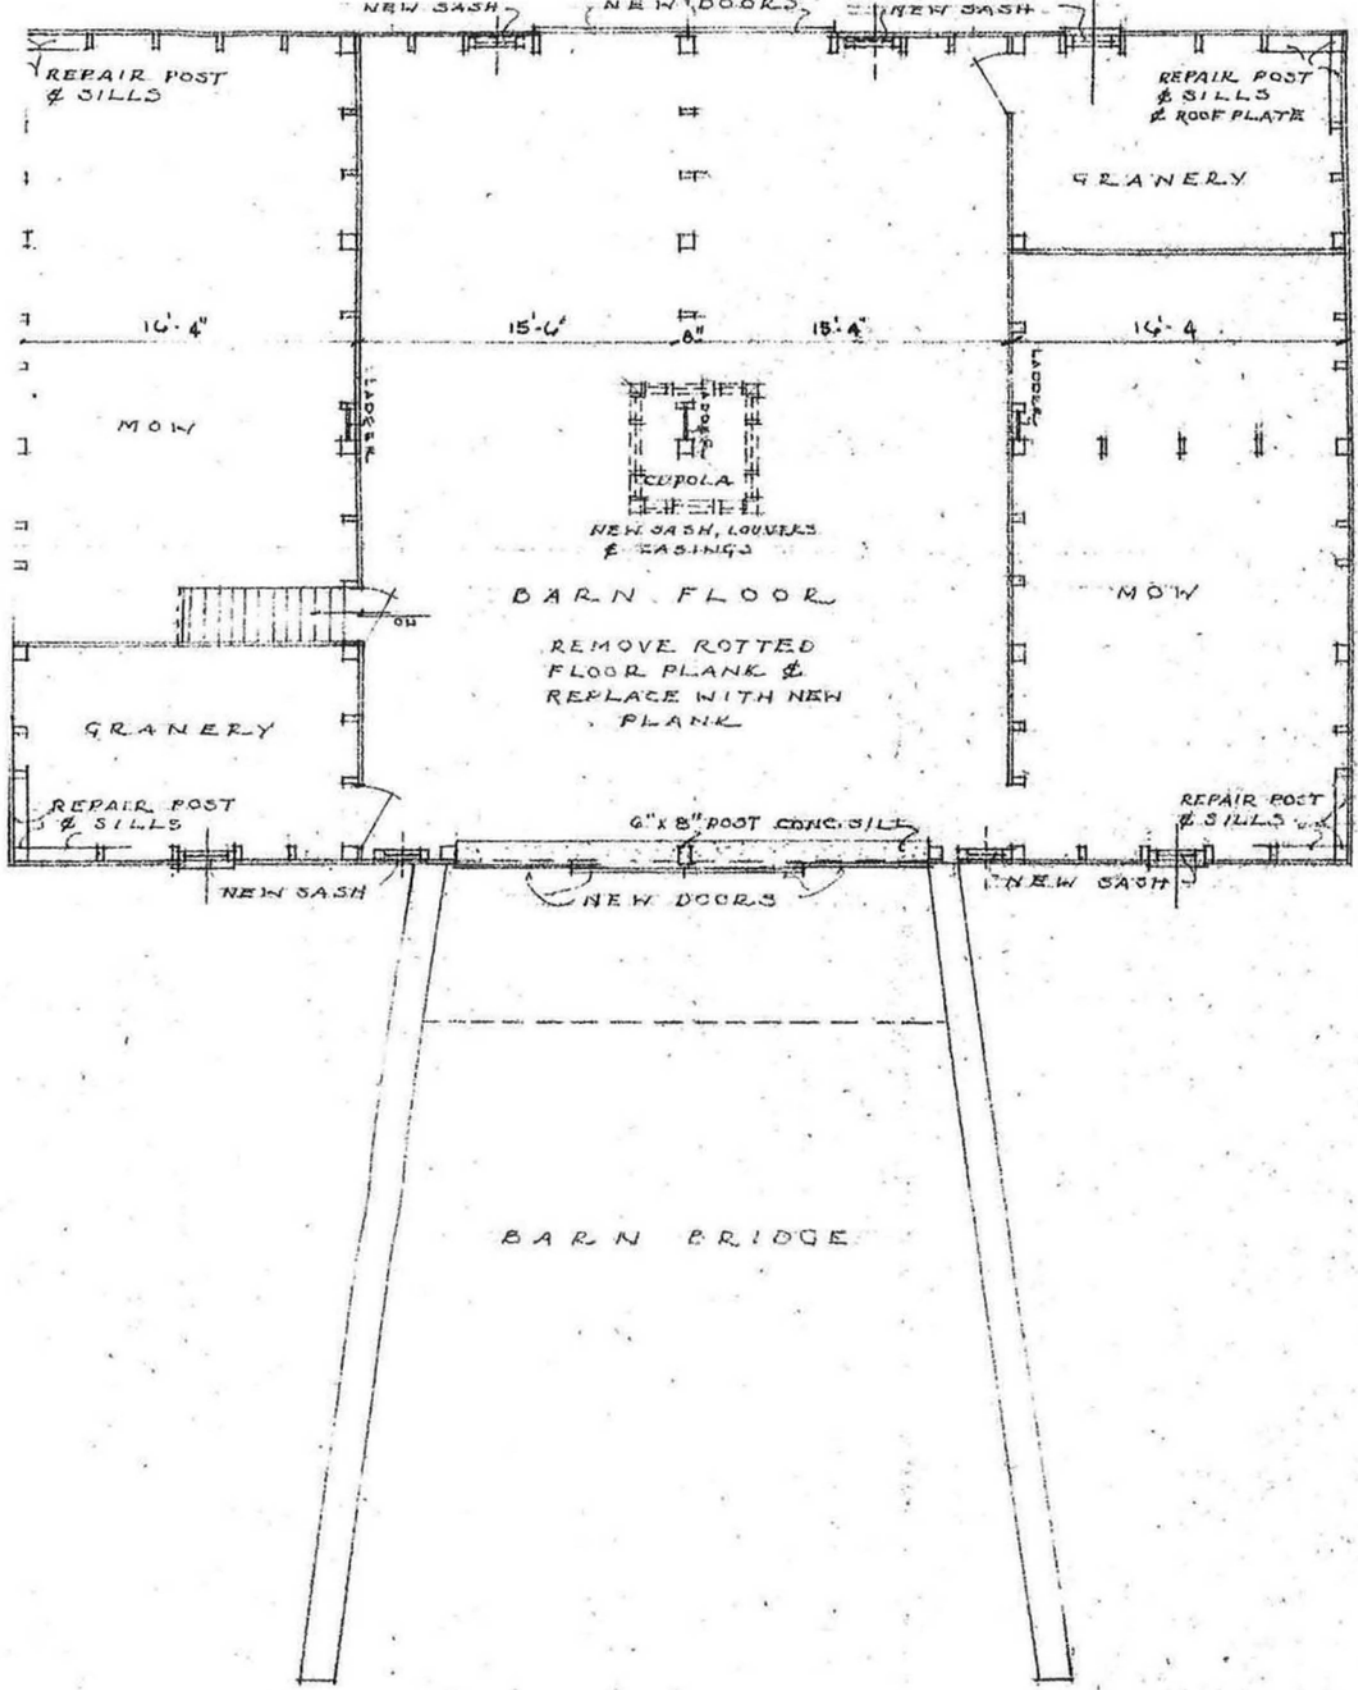 NEW SASH
NEW DOORS
NEW SASH
REPAIR POST
& SILLS
REPAIR POST
& SILLS
& ROOF PLATE
GRANERY
16'-4"
15'-6"
8"
15'-4"
16'-4
LADDER
LADDER
LADDER
MOW
CUPOLA
NEW SASH, LOUVERS
& CASINGS
BARN FLOOR
MOW
DN
REMOVE ROTTED
FLOOR PLANK &
REPLACE WITH NEW
PLANK
GRANERY
REPAIR POST
& SILLS
6" X 8" POST CONC. SILL
REPAIR POST
& SILLS
NEW SASH
NEW DOORS
NEW SASH
BARN BRIDGE